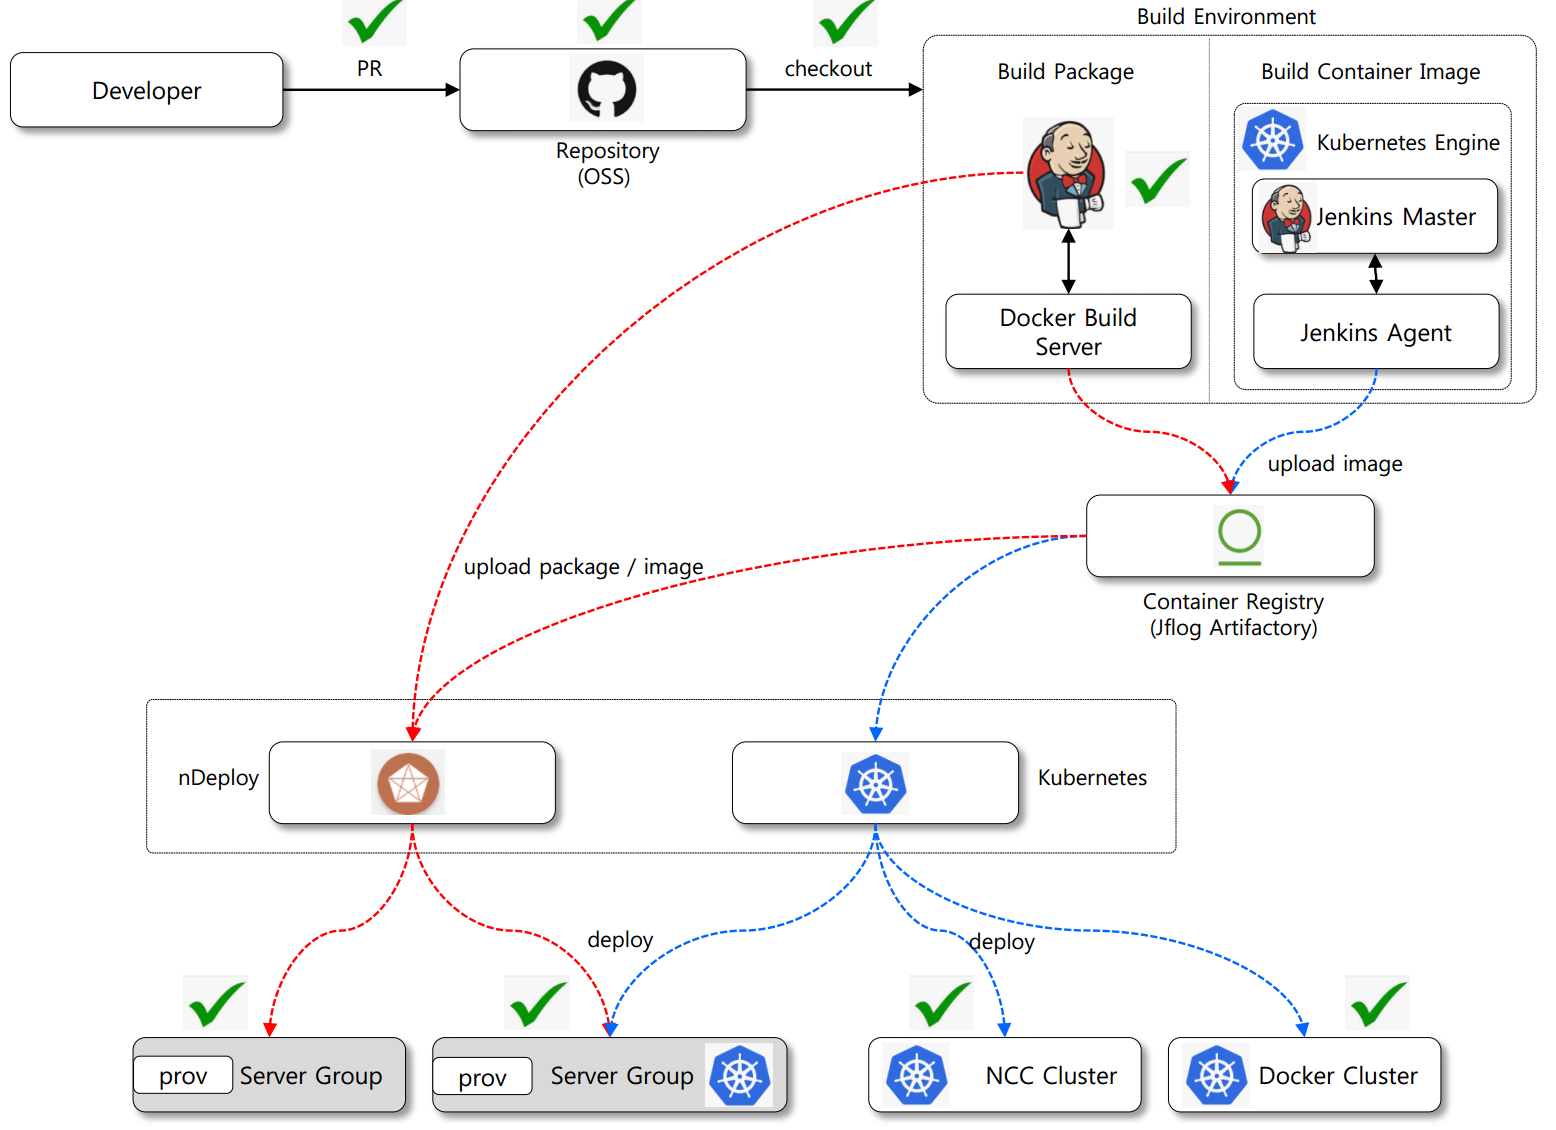 Build Environment
PR
checkout
Developer
Repository
(OSS)
Build Package
Build Container Image
Kubernetes Engine
Jenkins Master
Docker Build
Server
Jenkins Agent
upload image
upload package / image
Container Registry
(Jflog Artifactory)
nDeploy
Kubernetes
deploy
deploy
prov
Server Group
prov
Server Group
NCC Cluster
Docker Cluster